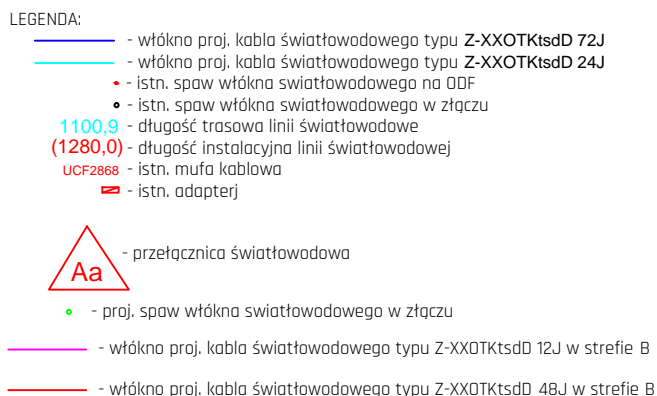 LEGENDA:
- włókno proj. kabla światłowodowego typu Z-XXOTKtsdD 72J
- włókno proj. kabla światłowodowego typu Z-XXOTKtsdD 24J
- istn. spaw włókna swiatłowodowego na ODF
- istn. spaw włókna swiatłowodowego w złączu
1100,9 - długość trasowa linii światłowodowe
(1280,0) - długość instalacyjna linii światłowodowej
UCF2868 - istn. mufa kablowa
- istn. adapterj
Aa - przełącznica światłowodowa
- proj. spaw włókna swiatłowodowego w złączu
- włókno proj. kabla światłowodowego typu Z-XXOTKtsdD 12J w strefie B
- włókno proj. kabla światłowodowego typu Z-XXOTKtsdD 48J w strefie B